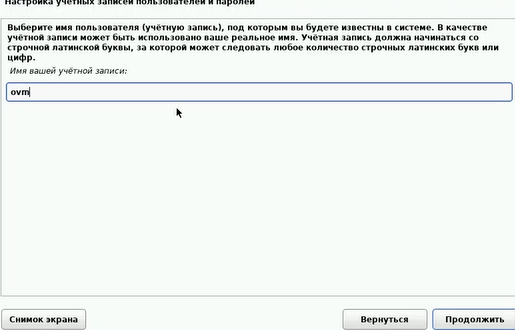 Настройка учётных записей пользователей и паролей
Выберите имя пользователя (учётную запись), под которым вы будете известны в системе. В качестве
учётной записи может быть использовано ваше реальное имя. Учётная запись должна начинаться со
строчной латинской буквы, за которой может следовать любое количество строчных латинских букв или
цифр.
Имя вашей учётной записи:
ovm
Снимок экрана
Вернуться
Продолжить